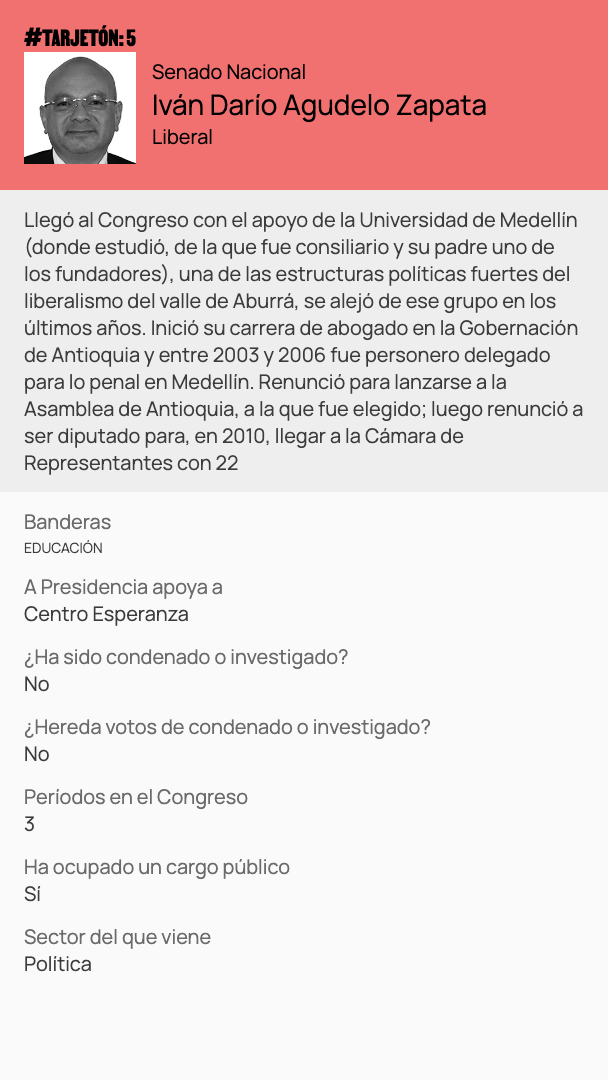 #TARJETÓN: 5
Senado Nacional
Iván Darío Agudelo Zapata
Liberal
Llegó al Congreso con el apoyo de la Universidad de Medellín
(donde estudió, de la que fue consiliario y su padre uno de
los fundadores), una de las estructuras políticas fuertes del
liberalismo del valle de Aburrá, se alejó de ese grupo en los
últimos años. Inició su carrera de abogado en la Gobernación
de Antioquia y entre 2003 y 2006 fue personero delegado
para lo penal en Medellín. Renunció para lanzarse a la
Asamblea de Antioquia, a la que fue elegido; luego renunció a
ser diputado para, en 2010, llegar a la Cámara de
Representantes con 22
Banderas
EDUCACIÓN
A Presidencia apoya a
Centro Esperanza
¿Ha sido condenado o investigado?
No
¿Hereda votos de condenado o investigado?
No
Períodos en el Congreso
3
Ha ocupado un cargo público
Sí
Sector del que viene
Política